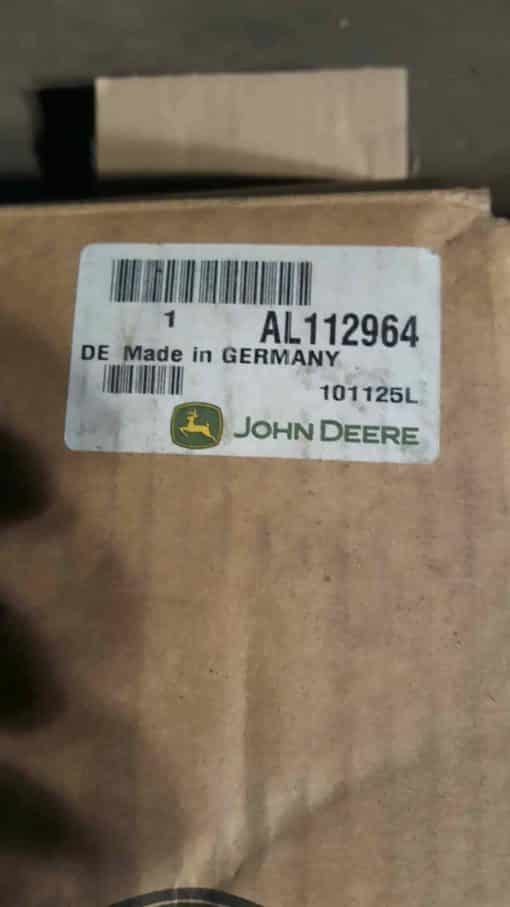 1 AL112964
DE Made in GERMANY
101125L
JOHN DEERE